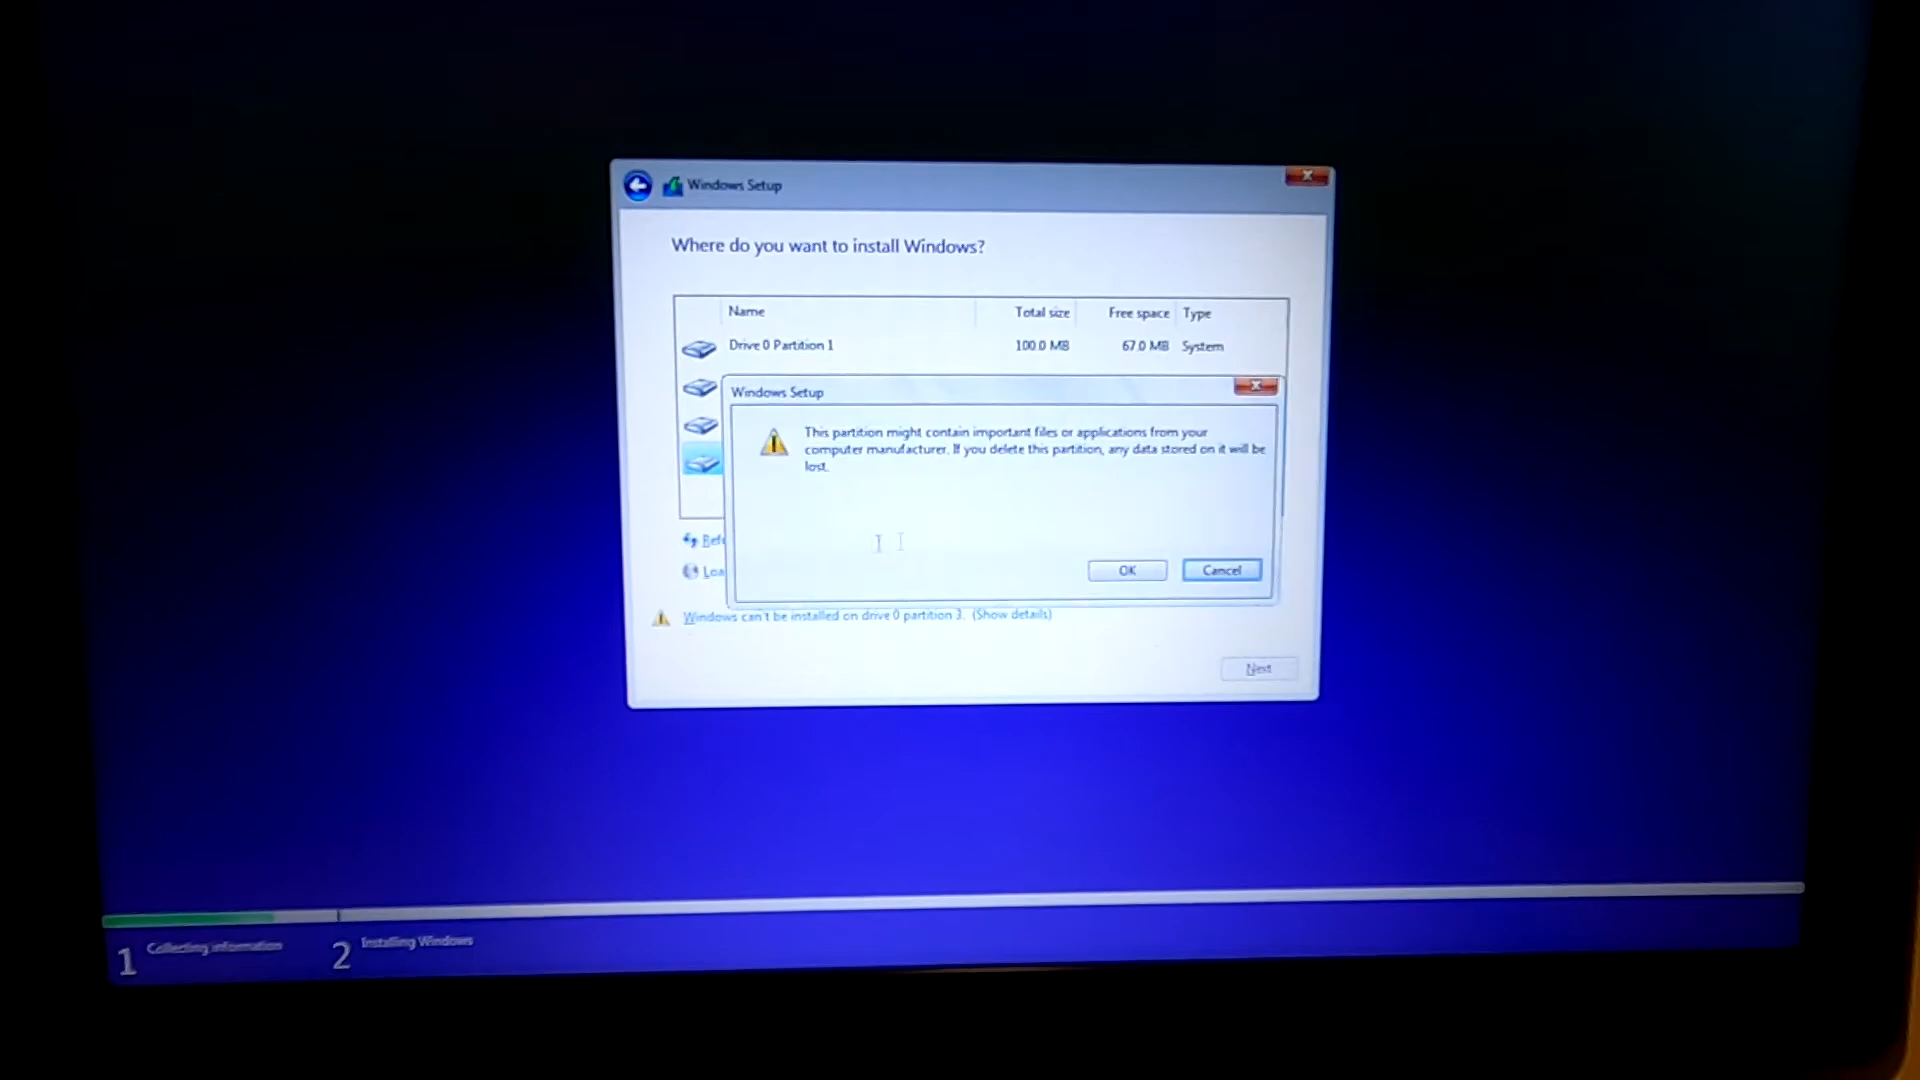 Windows Setup
Where do you want to install Windows?
Name Total size Free space Type
Drive 0 Partition 1 100.0 MB 67.0 MB System
Windows Setup
This partition might contain important files or applications from your
computer manufacturer. If you delete this partition, any data stored on it will be
lost.
Refr
Loa
OK Cancel
Windows can't be installed on drive 0 partition 3. (Show details)
Next
1 Collecting information 2 Installing Windows